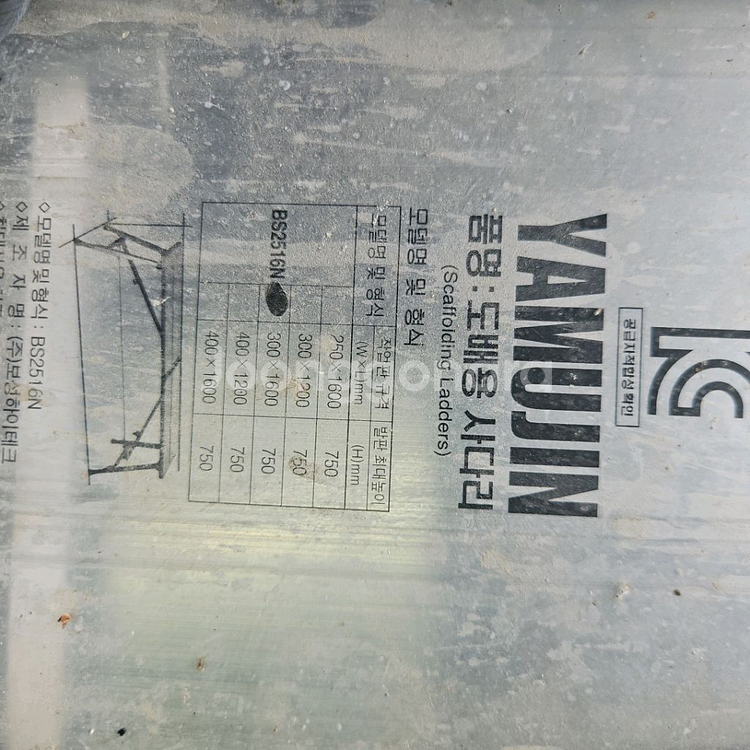 KC
공급자적합성 확인
YAMUJIN
품명 : 도배용 사다리
(Scaffolding Ladders)
모델명 및 형식
모델명 및 형식 작업판 규격 (W×L)mm 발판 최대높이 (H)mm
250×1600 750
300×1200 750
BS2516N 300×1600 750
400×1200 750
400×1600 750
◇ 모델명 및 형식 : BS2516N
◇ 제 조 자 명 : (주)보성하이테크